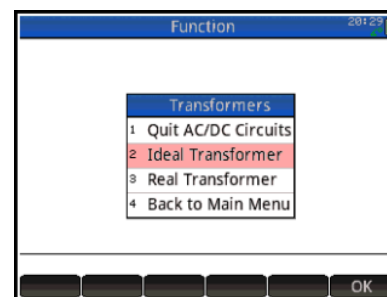 Function
20:29
Transformers
1 Quit AC/DC Circuits
2 Ideal Transformer
3 Real Transformer
4 Back to Main Menu
OK